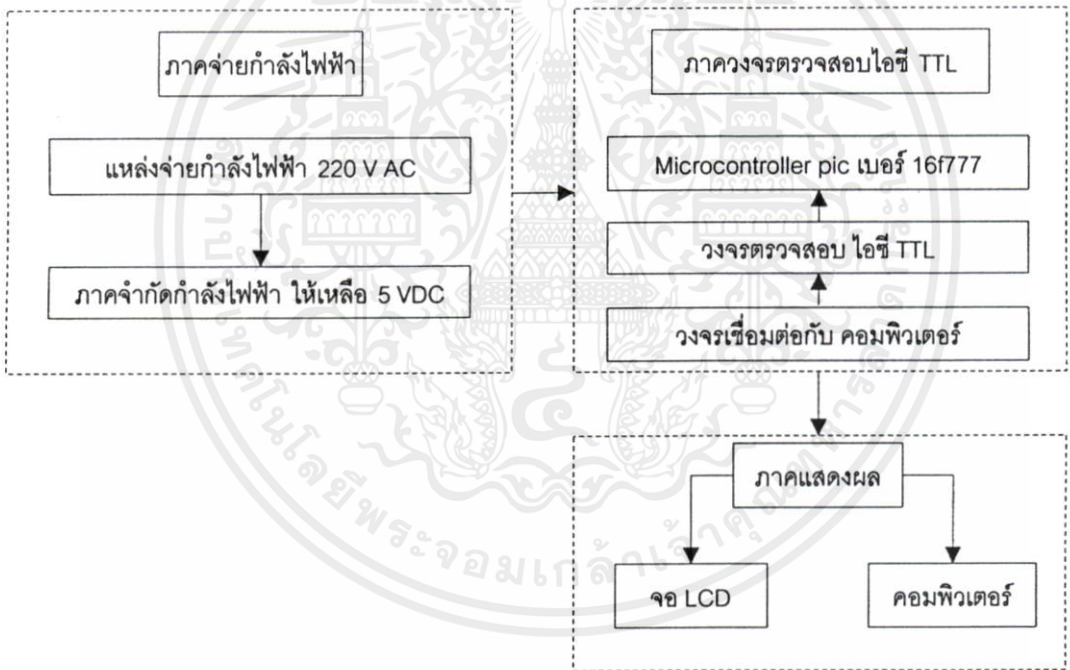 ภาคจ่ายกำลังไฟฟ้า
แหล่งจ่ายกำลังไฟฟ้า 220 V AC
ภาคจำกัดกำลังไฟฟ้า ให้เหลือ 5 VDC
ภาควงจรตรวจสอบไอซี TTL
Microcontroller pic เบอร์ 16f777
วงจรตรวจสอบ ไอซี TTL
วงจรเชื่อมต่อกับ คอมพิวเตอร์
ภาคแสดงผล
จอ LCD
คอมพิวเตอร์